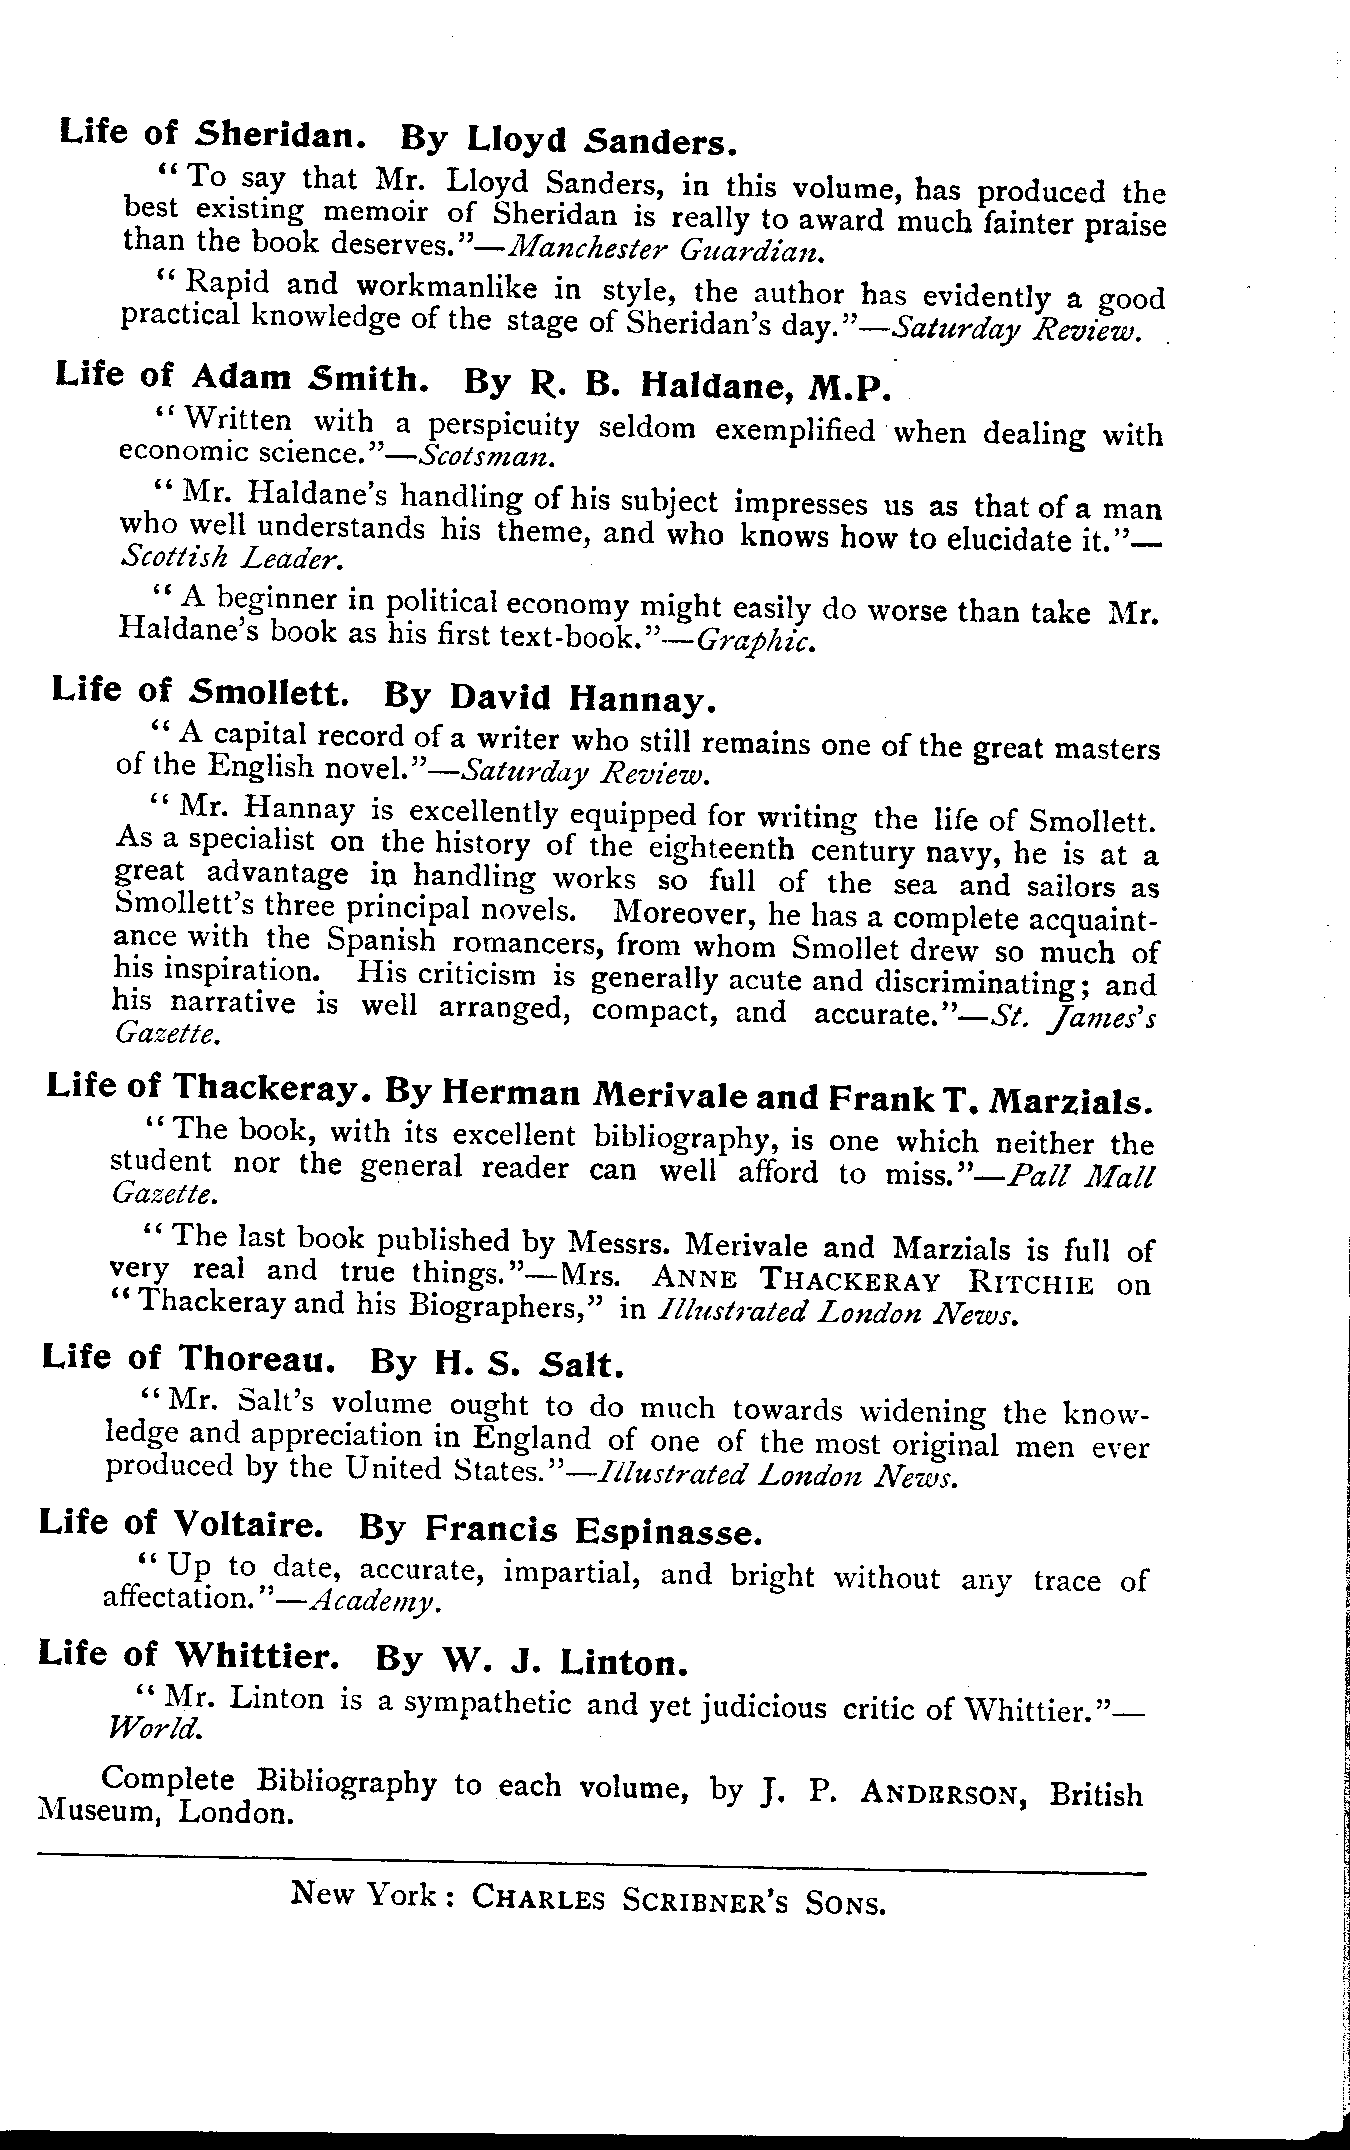 Life of Sheridan. By Lloyd Sanders.
“To say that Mr. Lloyd Sanders, in this volume, has produced the
best existing memoir of Sheridan is really to award much fainter praise
than the book deserves.”—Manchester Guardian.
“Rapid and workmanlike in style, the author has evidently a good
practical knowledge of the stage of Sheridan’s day.”—Saturday Review.
Life of Adam Smith. By R. B. Haldane, M.P.
“Written with a perspicuity seldom exemplified when dealing with
economic science.”—Scotsman.
“Mr. Haldane’s handling of his subject impresses us as that of a man
who well understands his theme, and who knows how to elucidate it.”—
Scottish Leader.
“A beginner in political economy might easily do worse than take Mr.
Haldane’s book as his first text-book.”—Graphic.
Life of Smollett. By David Hannay.
“A capital record of a writer who still remains one of the great masters
of the English novel.”—Saturday Review.
“Mr. Hannay is excellently equipped for writing the life of Smollett.
As a specialist on the history of the eighteenth century navy, he is at a
great advantage in handling works so full of the sea and sailors as
Smollett’s three principal novels. Moreover, he has a complete acquaint-
ance with the Spanish romancers, from whom Smollet drew so much of
his inspiration. His criticism is generally acute and discriminating; and
his narrative is well arranged, compact, and accurate.”—St. James’s
Gazette.
Life of Thackeray. By Herman Merivale and Frank T. Marzials.
“The book, with its excellent bibliography, is one which neither the
student nor the general reader can well afford to miss.”—Pall Mall
Gazette.
“The last book published by Messrs. Merivale and Marzials is full of
very real and true things.”—Mrs. ANNE THACKERAY RITCHIE on
“Thackeray and his Biographers,” in Illustrated London News.
Life of Thoreau. By H. S. Salt.
“Mr. Salt’s volume ought to do much towards widening the know-
ledge and appreciation in England of one of the most original men ever
produced by the United States.”—Illustrated London News.
Life of Voltaire. By Francis Espinasse.
“Up to date, accurate, impartial, and bright without any trace of
affectation.”—Academy.
Life of Whittier. By W. J. Linton.
“Mr. Linton is a sympathetic and yet judicious critic of Whittier.”—
World.
Complete Bibliography to each volume, by J. P. ANDERSON, British
Museum, London.
New York: CHARLES SCRIBNER’S SONS.